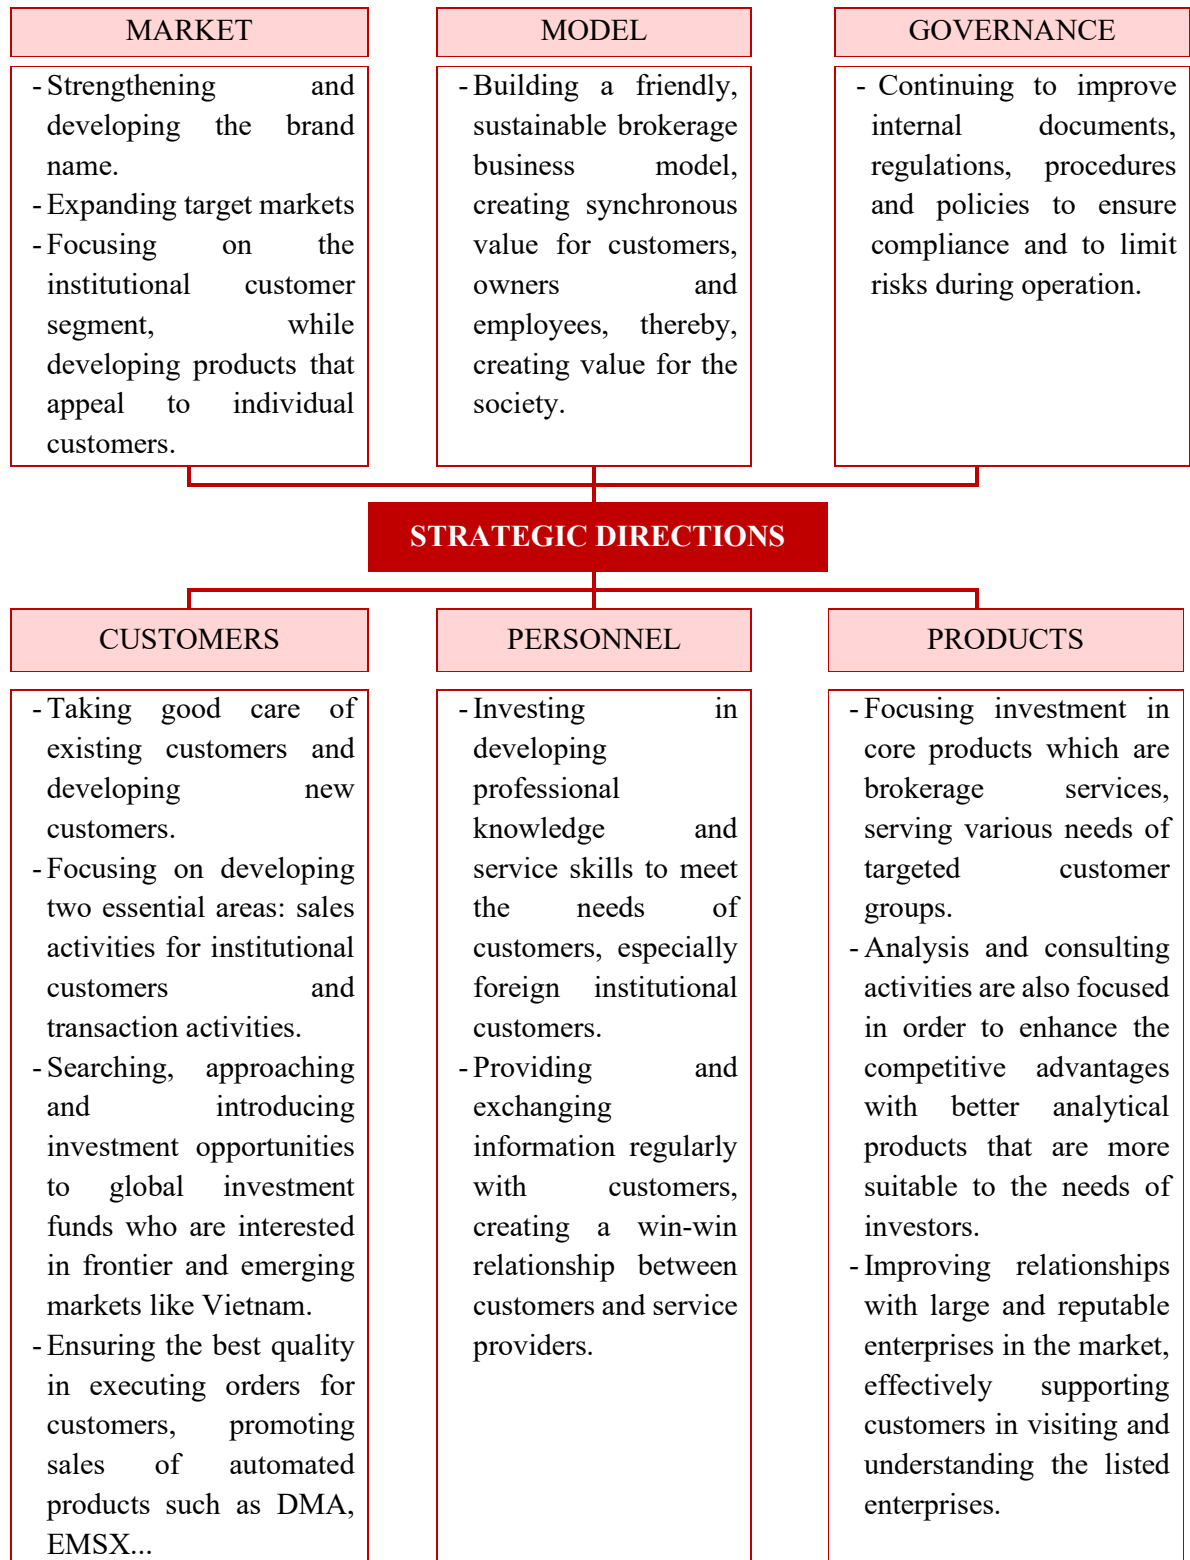 MARKET
- Strengthening and
developing the brand
name.
- Expanding target markets
- Focusing on the
institutional customer
segment, while
developing products that
appeal to individual
customers.
MODEL
- Building a friendly,
sustainable brokerage
business model,
creating synchronous
value for customers,
owners and
employees, thereby,
creating value for the
society.
GOVERNANCE
- Continuing to improve
internal documents,
regulations, procedures
and policies to ensure
compliance and to limit
risks during operation.
STRATEGIC DIRECTIONS
CUSTOMERS
- Taking good care of
existing customers and
developing new
customers.
- Focusing on developing
two essential areas: sales
activities for institutional
customers and
transaction activities.
- Searching, approaching
and introducing
investment opportunities
to global investment
funds who are interested
in frontier and emerging
markets like Vietnam.
- Ensuring the best quality
in executing orders for
customers, promoting
sales of automated
products such as DMA,
EMSX...
PERSONNEL
- Investing in
developing
professional
knowledge and
service skills to meet
the needs of
customers, especially
foreign institutional
customers.
- Providing and
exchanging
information regularly
with customers,
creating a win-win
relationship between
customers and service
providers.
PRODUCTS
- Focusing investment in
core products which are
brokerage services,
serving various needs of
targeted customer
groups.
- Analysis and consulting
activities are also focused
in order to enhance the
competitive advantages
with better analytical
products that are more
suitable to the needs of
investors.
- Improving relationships
with large and reputable
enterprises in the market,
effectively supporting
customers in visiting and
understanding the listed
enterprises.